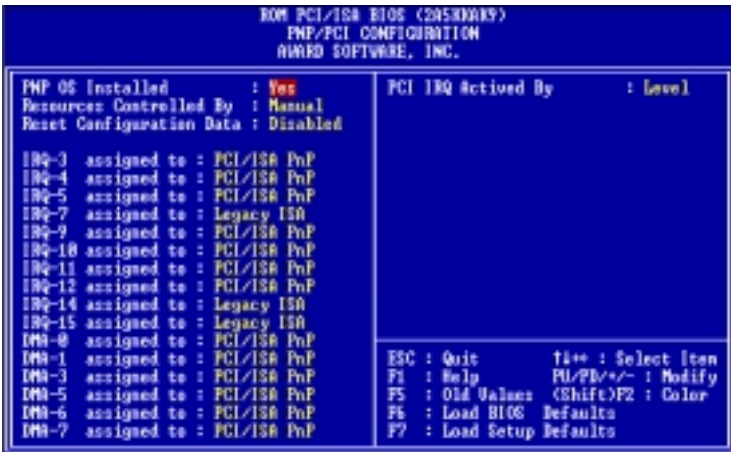 ROM PCI/ISA BIOS (2A5KKAK9)
PNP/PCI CONFIGURATION
AWARD SOFTWARE, INC.
PNP OS Installed : Yes
Resources Controlled By : Manual
Reset Configuration Data : Disabled
IRQ-3 assigned to : PCI/ISA PnP
IRQ-4 assigned to : PCI/ISA PnP
IRQ-5 assigned to : PCI/ISA PnP
IRQ-7 assigned to : Legacy ISA
IRQ-9 assigned to : PCI/ISA PnP
IRQ-10 assigned to : PCI/ISA PnP
IRQ-11 assigned to : PCI/ISA PnP
IRQ-12 assigned to : PCI/ISA PnP
IRQ-14 assigned to : Legacy ISA
IRQ-15 assigned to : Legacy ISA
DMA-0 assigned to : PCI/ISA PnP
DMA-1 assigned to : PCI/ISA PnP
DMA-3 assigned to : PCI/ISA PnP
DMA-5 assigned to : PCI/ISA PnP
DMA-6 assigned to : PCI/ISA PnP
DMA-7 assigned to : PCI/ISA PnP
PCI IRQ Actived By : Level
ESC : Quit ↑↓→← : Select Item
F1 : Help PU/PD/+/- : Modify
F5 : Old Values (Shift)F2 : Color
F6 : Load BIOS Defaults
F7 : Load Setup Defaults